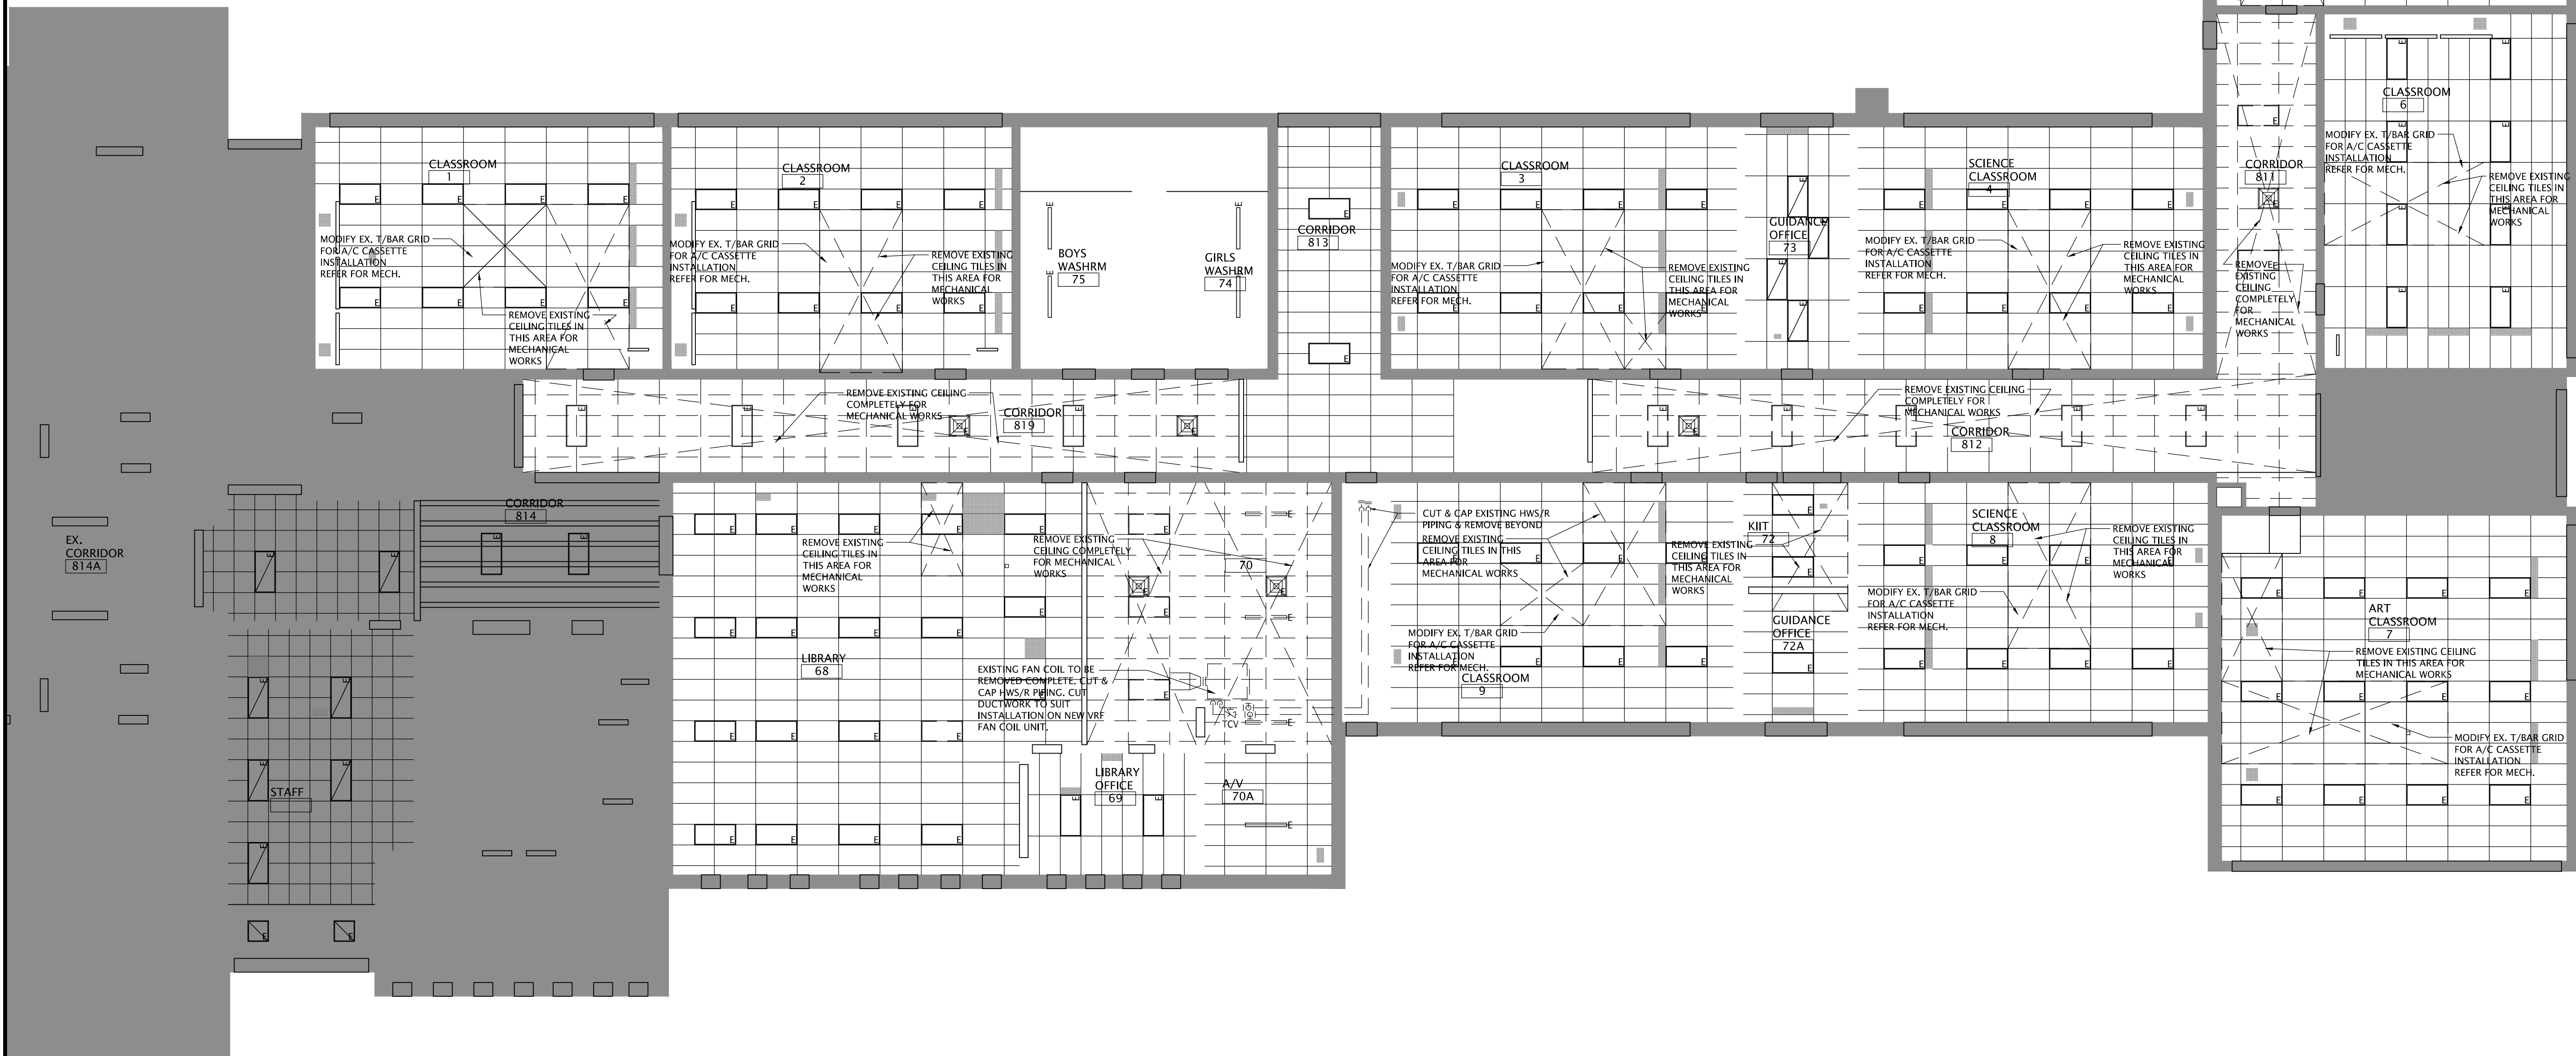 CLASSROOM
1
MODIFY EX. T/BAR GRID
FOR A/C CASSETTE
INSTALLATION
REFER FOR MECH.
REMOVE EXISTING
CEILING TILES IN
THIS AREA FOR
MECHANICAL
WORKS
CLASSROOM
2
MODIFY EX. T/BAR GRID
FOR A/C CASSETTE
INSTALLATION
REFER FOR MECH.
REMOVE EXISTING
CEILING TILES IN
THIS AREA FOR
MECHANICAL
WORKS
BOYS
WASHRM
75
GIRLS
WASHRM
74
CORRIDOR
813
CLASSROOM
3
MODIFY EX. T/BAR GRID
FOR A/C CASSETTE
INSTALLATION
REFER FOR MECH.
REMOVE EXISTING
CEILING TILES IN
THIS AREA FOR
MECHANICAL
WORKS
GUIDANCE
OFFICE
73
SCIENCE
CLASSROOM
4
MODIFY EX. T/BAR GRID
FOR A/C CASSETTE
INSTALLATION
REFER FOR MECH.
REMOVE EXISTING
CEILING TILES IN
THIS AREA FOR
MECHANICAL
WORKS
CORRIDOR
811
REMOVE
EXISTING
CEILING
COMPLETELY
FOR
MECHANICAL
WORKS
CLASSROOM
6
MODIFY EX. T/BAR GRID
FOR A/C CASSETTE
INSTALLATION
REFER FOR MECH.
REMOVE EXISTING
CEILING TILES IN
THIS AREA FOR
MECHANICAL
WORKS
REMOVE EXISTING CEILING
COMPLETELY FOR
MECHANICAL WORKS
CORRIDOR
819
REMOVE EXISTING CEILING
COMPLETELY FOR
MECHANICAL WORKS
CORRIDOR
812
EX.
CORRIDOR
814A
CORRIDOR
814
STAFF
REMOVE EXISTING
CEILING TILES IN
THIS AREA FOR
MECHANICAL
WORKS
LIBRARY
68
REMOVE EXISTING
CEILING COMPLETELY
FOR MECHANICAL
WORKS
70
EXISTING FAN COIL TO BE
REMOVED COMPLETE. CUT &
CAP HWS/R PIPING. CUT
DUCTWORK TO SUIT
INSTALLATION ON NEW VRF
FAN COIL UNIT.
TCV
LIBRARY
OFFICE
69
A/V
70A
CUT & CAP EXISTING HWS/R
PIPING & REMOVE BEYOND
REMOVE EXISTING
CEILING TILES IN THIS
AREA FOR
MECHANICAL WORKS
MODIFY EX. T/BAR GRID
FOR A/C CASSETTE
INSTALLATION
REFER FOR MECH.
CLASSROOM
9
KIIT
72
REMOVE EXISTING
CEILING TILES IN
THIS AREA FOR
MECHANICAL
WORKS
GUIDANCE
OFFICE
72A
SCIENCE
CLASSROOM
8
REMOVE EXISTING
CEILING TILES IN
THIS AREA FOR
MECHANICAL
WORKS
MODIFY EX. T/BAR GRID
FOR A/C CASSETTE
INSTALLATION
REFER FOR MECH.
ART
CLASSROOM
7
REMOVE EXISTING CEILING
TILES IN THIS AREA FOR
MECHANICAL WORKS
MODIFY EX. T/BAR GRID
FOR A/C CASSETTE
INSTALLATION
REFER FOR MECH.